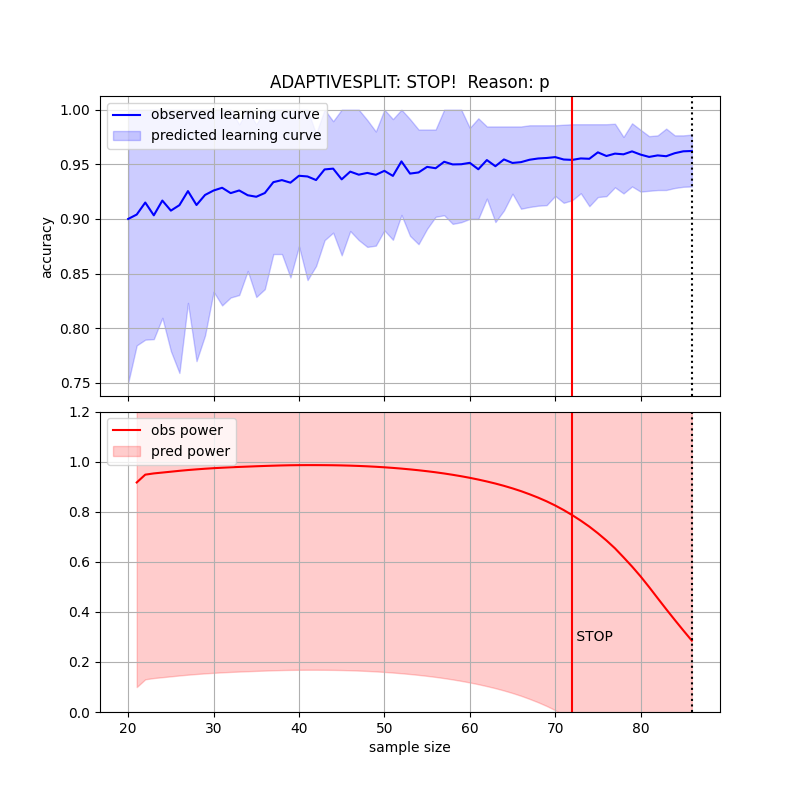 ADAPTIVESPLIT: STOP!  Reason: p
observed learning curve
predicted learning curve
1.00
0.95
0.90
0.85
0.80
0.75
accuracy
obs power
pred power
1.2
1.0
0.8
0.6
0.4
0.2
0.0
STOP
20 30 40 50 60 70 80
sample size